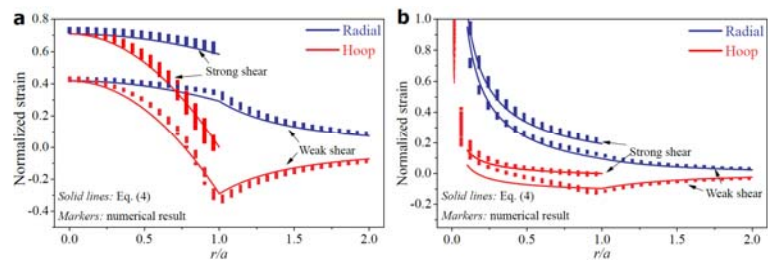 a
0.8
0.6
0.4
0.2
0.0
-0.2
-0.4
Normalized strain
Radial
Hoop
Strong shear
Weak shear
Solid lines: Eq. (4)
Markers: numerical result
0.0 0.5 1.0 1.5 2.0
r/a
b
1.0
0.8
0.6
0.4
0.2
0.0
-0.2
Normalized strain
Radial
Hoop
Strong shear
Weak shear
Solid lines: Eq. (4)
Markers: numerical result
0.0 0.5 1.0 1.5 2.0
r/a